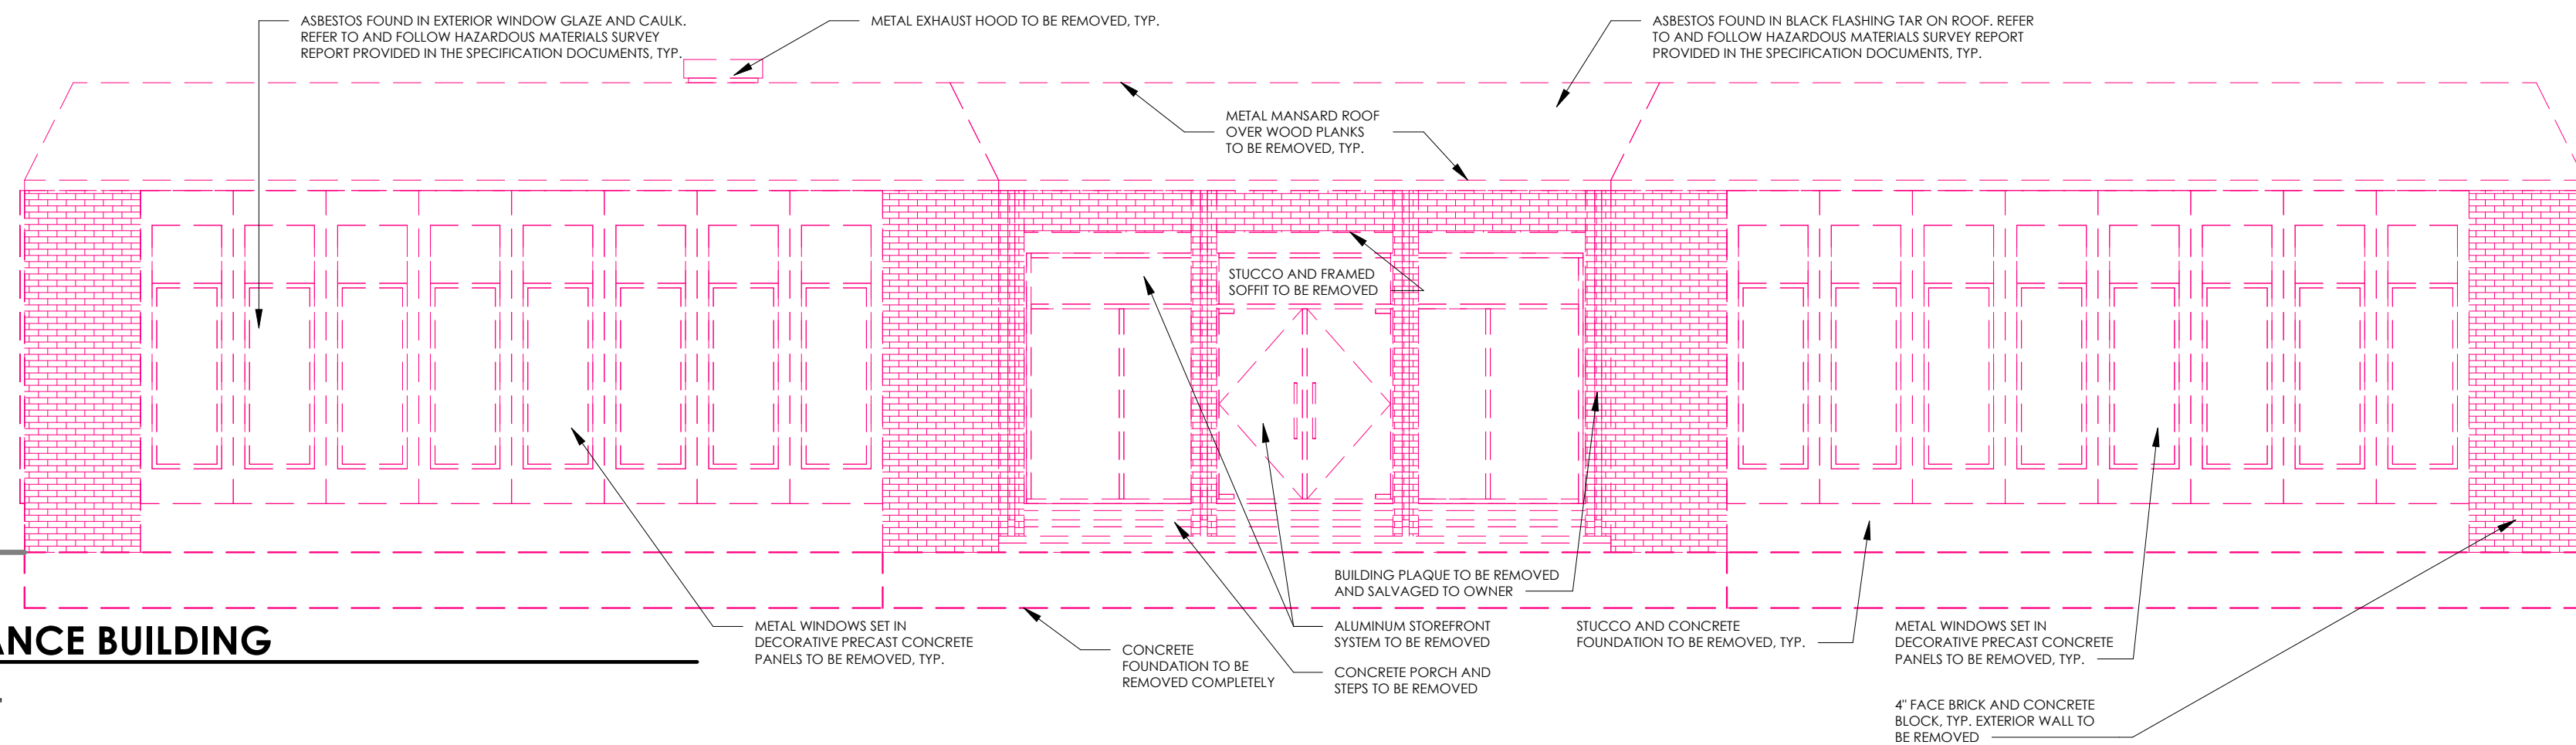 ASBESTOS FOUND IN EXTERIOR WINDOW GLAZE AND CAULK.
REFER TO AND FOLLOW HAZARDOUS MATERIALS SURVEY
REPORT PROVIDED IN THE SPECIFICATION DOCUMENTS, TYP.
METAL EXHAUST HOOD TO BE REMOVED, TYP.
ASBESTOS FOUND IN BLACK FLASHING TAR ON ROOF. REFER
TO AND FOLLOW HAZARDOUS MATERIALS SURVEY REPORT
PROVIDED IN THE SPECIFICATION DOCUMENTS, TYP.
METAL MANSARD ROOF
OVER WOOD PLANKS
TO BE REMOVED, TYP.
STUCCO AND FRAMED
SOFFIT TO BE REMOVED
BUILDING PLAQUE TO BE REMOVED
AND SALVAGED TO OWNER
ANCE BUILDING
METAL WINDOWS SET IN
DECORATIVE PRECAST CONCRETE
PANELS TO BE REMOVED, TYP.
CONCRETE
FOUNDATION TO BE
REMOVED COMPLETELY
ALUMINUM STOREFRONT
SYSTEM TO BE REMOVED
CONCRETE PORCH AND
STEPS TO BE REMOVED
STUCCO AND CONCRETE
FOUNDATION TO BE REMOVED, TYP.
METAL WINDOWS SET IN
DECORATIVE PRECAST CONCRETE
PANELS TO BE REMOVED, TYP.
4" FACE BRICK AND CONCRETE
BLOCK, TYP. EXTERIOR WALL TO
BE REMOVED